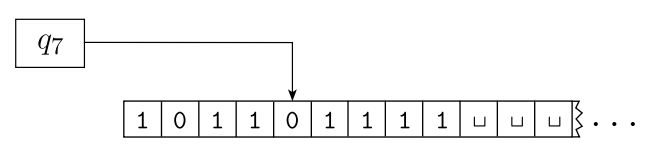 q₇
1 0 1 1 0 1 1 1 1 ␣ ␣ ␣ ...